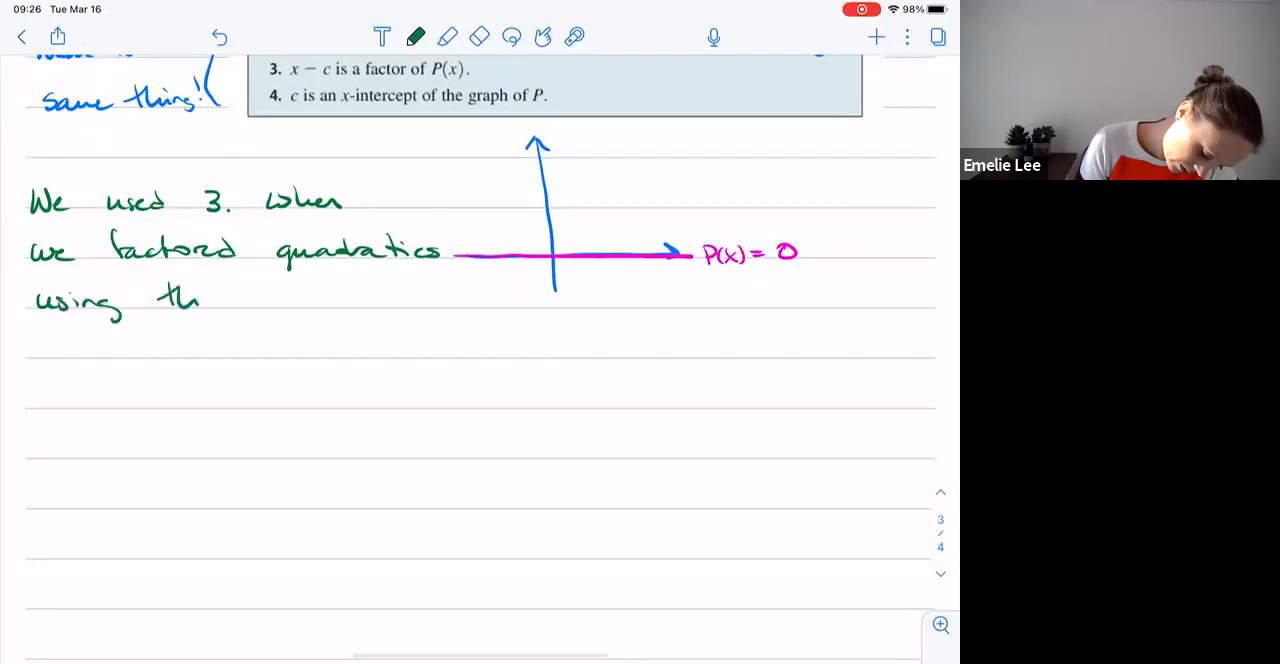 09:26 Tue Mar 16
98%
same thing!
3. x − c is a factor of P(x).
4. c is an x-intercept of the graph of P.
We used 3. when
we factored quadratics
using th
P(x) = 0
3
/
4
Emelie Lee